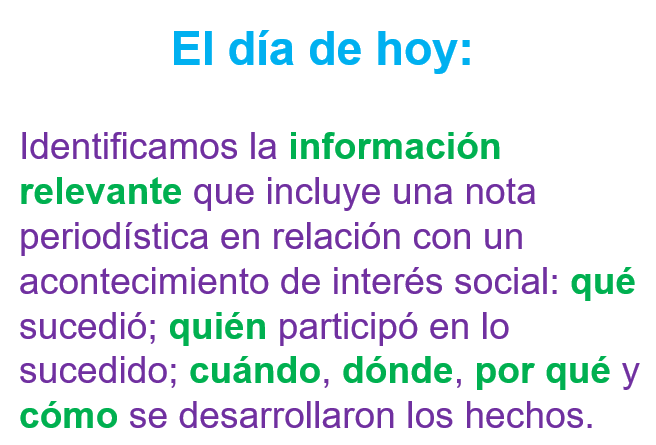 El día de hoy:
Identificamos la información
relevante que incluye una nota
periodística en relación con un
acontecimiento de interés social: qué
sucedió; quién participó en lo
sucedido; cuándo, dónde, por qué y
cómo se desarrollaron los hechos.